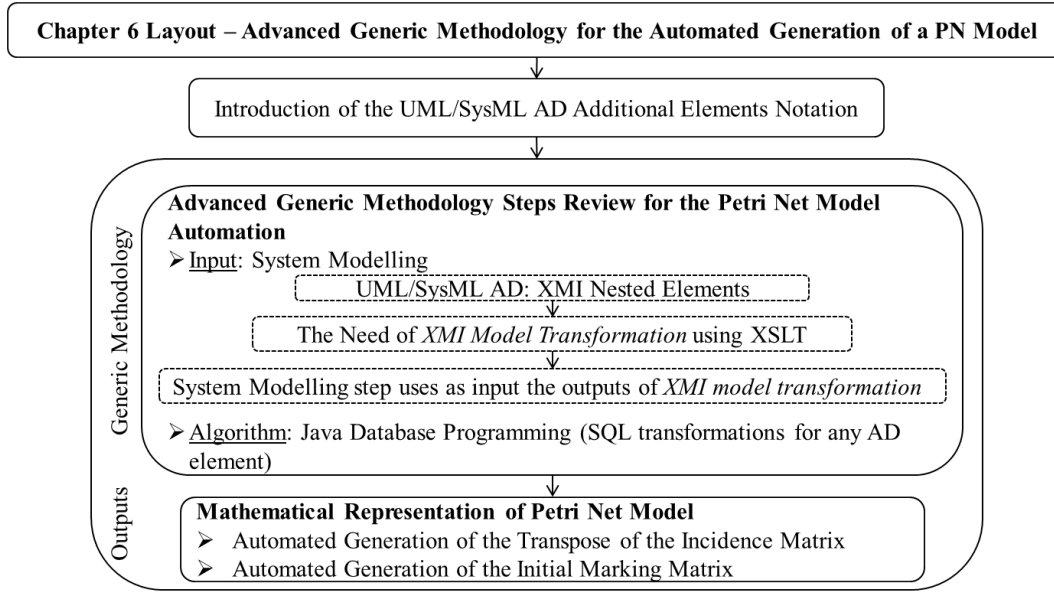 Chapter 6 Layout – Advanced Generic Methodology for the Automated Generation of a PN Model
Introduction of the UML/SysML AD Additional Elements Notation
Generic Methodology
Advanced Generic Methodology Steps Review for the Petri Net Model
Automation
➢ Input: System Modelling
UML/SysML AD: XMI Nested Elements
The Need of XMI Model Transformation using XSLT
System Modelling step uses as input the outputs of XMI model transformation
➢ Algorithm: Java Database Programming (SQL transformations for any AD
element)
Outputs
Mathematical Representation of Petri Net Model
➢ Automated Generation of the Transpose of the Incidence Matrix
➢ Automated Generation of the Initial Marking Matrix